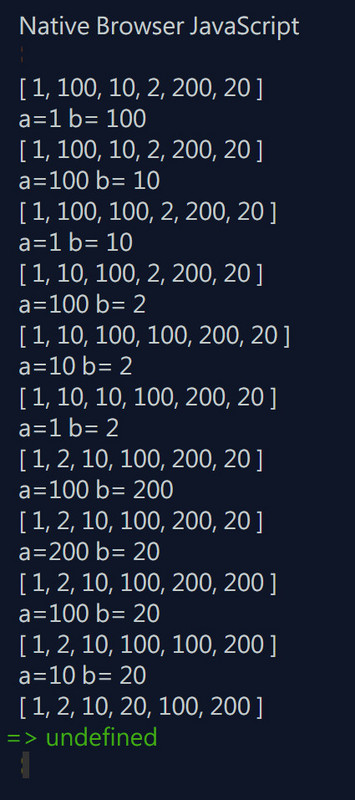 Native Browser JavaScript
[ 1, 100, 10, 2, 200, 20 ]
a=1 b= 100
[ 1, 100, 10, 2, 200, 20 ]
a=100 b= 10
[ 1, 100, 100, 2, 200, 20 ]
a=1 b= 10
[ 1, 10, 100, 2, 200, 20 ]
a=100 b= 2
[ 1, 10, 100, 100, 200, 20 ]
a=10 b= 2
[ 1, 10, 10, 100, 200, 20 ]
a=1 b= 2
[ 1, 2, 10, 100, 200, 20 ]
a=100 b= 200
[ 1, 2, 10, 100, 200, 20 ]
a=200 b= 20
[ 1, 2, 10, 100, 200, 200 ]
a=100 b= 20
[ 1, 2, 10, 100, 100, 200 ]
a=10 b= 20
[ 1, 2, 10, 20, 100, 200 ]
=> undefined